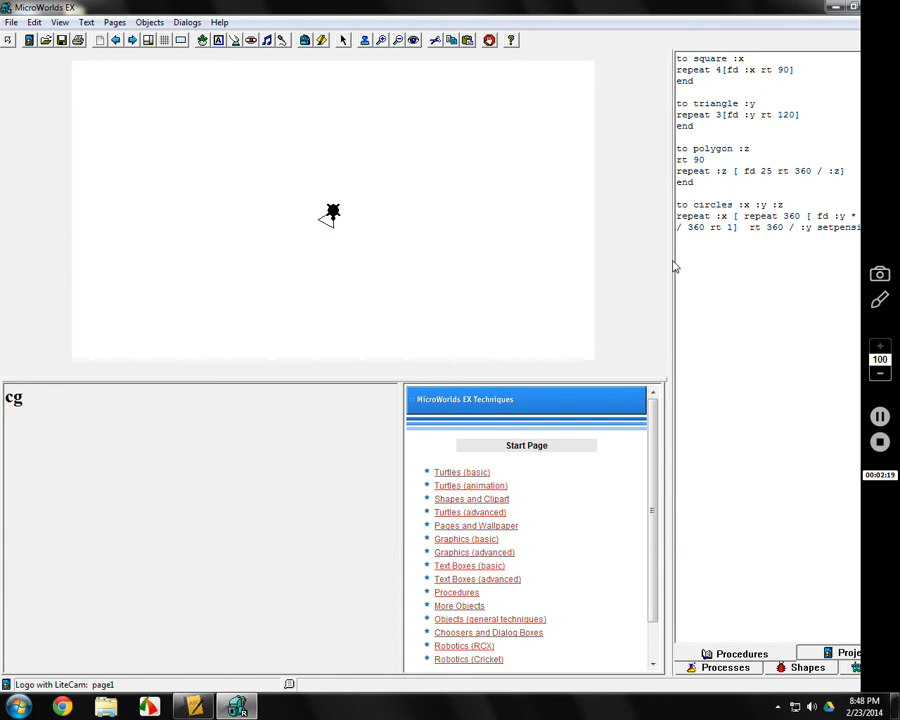 MicroWorlds EX
File Edit View Text Pages Objects Dialogs Help
to square :x
repeat 4[fd :x rt 90]
end
to triangle :y
repeat 3[fd :y rt 120]
end
to polygon :z
rt 90
repeat :z [ fd 25 rt 360 / :z]
end
to circles :x :y :z
repeat :x [ repeat 360 [ fd :y *
/ 360 rt 1] rt 360 / :y setpensi
100
00:02:19
cg
MicroWorlds EX Techniques
Start Page
Turtles (basic)
Turtles (animation)
Shapes and Clipart
Turtles (advanced)
Pages and Wallpaper
Graphics (basic)
Graphics (advanced)
Text Boxes (basic)
Text Boxes (advanced)
Procedures
More Objects
Objects (general techniques)
Choosers and Dialog Boxes
Robotics (RCX)
Robotics (Cricket)
Procedures Proje
Processes Shapes
Logo with LiteCam: page1
8:48 PM
2/23/2014